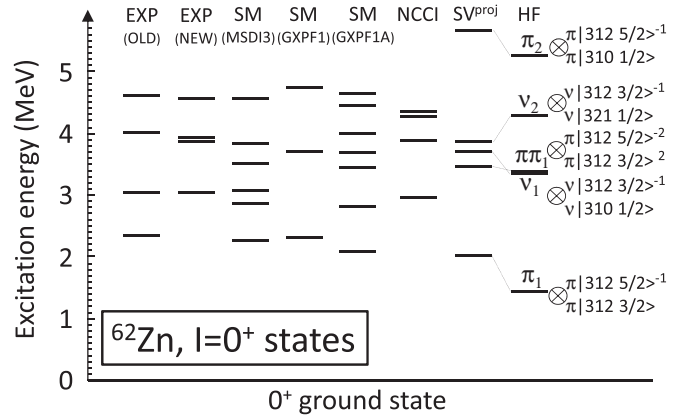 EXP EXP SM SM SM NCCI SVproj HF
(OLD) (NEW) (MSDI3) (GXPF1) (GXPF1A)
π2 ⊗ π|312 5/2>-1
π|310 1/2>
5
ν2 ⊗ ν|312 3/2>-1
ν|321 1/2>
4
ππ1 ⊗ π|312 5/2>-2
π|312 3/2> 2
ν1 ⊗ ν|312 3/2>-1
ν|310 1/2>
3
2
π1 ⊗ π|312 5/2>-1
π|312 3/2>
1
62Zn, I=0+ states
0
Excitation energy (MeV)
0+ ground state